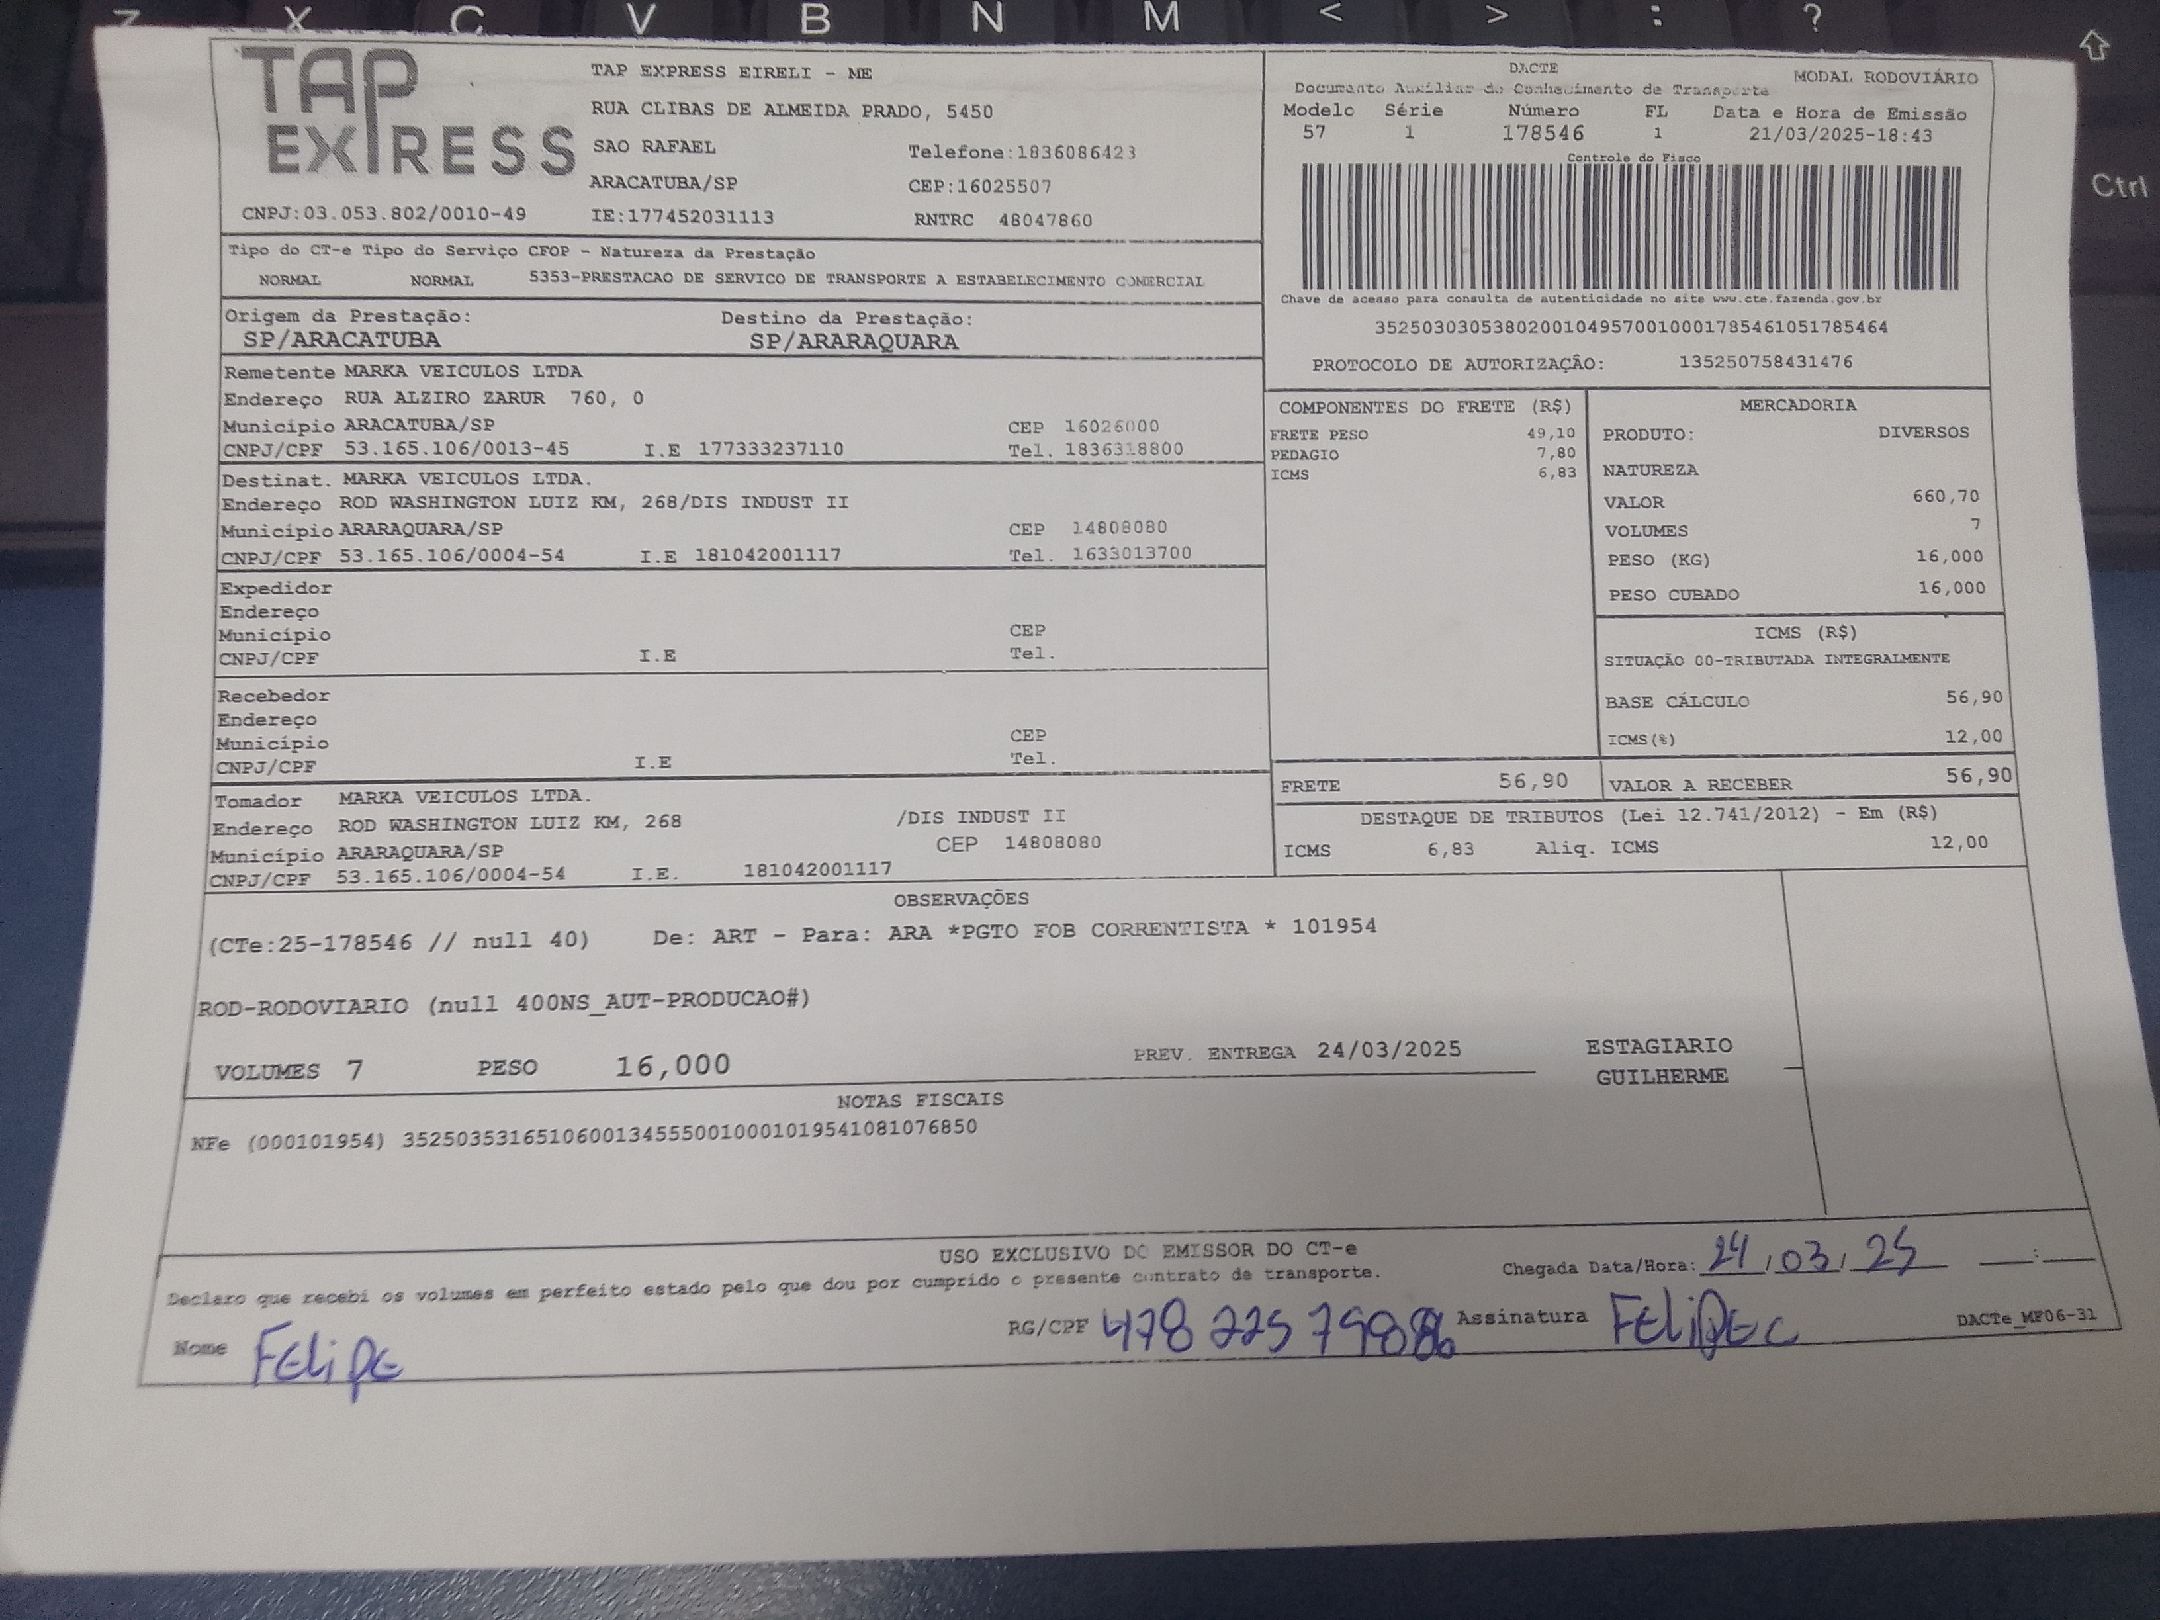 Z X C V B N M < > : ?
Ctrl
TAP EXPRESS
TAP EXPRESS EIRELI - ME
RUA CLIBAS DE ALMEIDA PRADO, 5450
SAO RAFAEL Telefone:1836086423
ARACATUBA/SP CEP:16025507
CNPJ:03.053.802/0010-49 IE:177452031113 RNTRC 48047860
DACTE MODAL RODOVIÁRIO
Documento Auxiliar do Conhecimento de Transporte
Modelo Série Número FL Data e Hora de Emissão
57 1 178546 1 21/03/2025-18:43
Controle do Fisco
Chave de acesso para consulta de autenticidade no site www.cte.fazenda.gov.br
35250303053802001049570010001785461051785464
PROTOCOLO DE AUTORIZAÇÃO: 135250758431476
Tipo do CT-e Tipo do Serviço CFOP - Natureza da Prestação
NORMAL NORMAL 5353-PRESTACAO DE SERVICO DE TRANSPORTE A ESTABELECIMENTO COMERCIAL
Origem da Prestação: Destino da Prestação:
SP/ARACATUBA SP/ARARAQUARA
Remetente MARKA VEICULOS LTDA
Endereço RUA ALZIRO ZARUR 760, 0
Município ARACATUBA/SP CEP 16026000
CNPJ/CPF 53.165.106/0013-45 I.E 177333237110 Tel. 1836318800
Destinat. MARKA VEICULOS LTDA.
Endereço ROD WASHINGTON LUIZ KM, 268/DIS INDUST II
Município ARARAQUARA/SP CEP 14808080
CNPJ/CPF 53.165.106/0004-54 I.E 181042001117 Tel. 1633013700
Expedidor
Endereço
Município CEP
CNPJ/CPF I.E Tel.
Recebedor
Endereço
Município CEP
CNPJ/CPF I.E Tel.
Tomador MARKA VEICULOS LTDA.
Endereço ROD WASHINGTON LUIZ KM, 268 /DIS INDUST II
Município ARARAQUARA/SP CEP 14808080
CNPJ/CPF 53.165.106/0004-54 I.E. 181042001117
COMPONENTES DO FRETE (R$)
FRETE PESO 49,10
PEDAGIO 7,80
ICMS 6,83
MERCADORIA
PRODUTO: DIVERSOS
NATUREZA
VALOR 660,70
VOLUMES 7
PESO (KG) 16,000
PESO CUBADO 16,000
ICMS (R$)
SITUAÇÃO 00-TRIBUTADA INTEGRALMENTE
BASE CÁLCULO 56,90
ICMS(%) 12,00
FRETE 56,90 VALOR A RECEBER 56,90
DESTAQUE DE TRIBUTOS (Lei 12.741/2012) - Em (R$)
ICMS 6,83 Aliq. ICMS 12,00
OBSERVAÇÕES
(CTe:25-178546 // null 40) De: ART - Para: ARA *PGTO FOB CORRENTISTA * 101954
ROD-RODOVIARIO (null 400NS_AUT-PRODUCAO#)
VOLUMES 7 PESO 16,000 PREV. ENTREGA 24/03/2025 ESTAGIARIO
GUILHERME
NOTAS FISCAIS
NFe (000101954) 35250353165106001345550010001019541081076850
USO EXCLUSIVO DO EMISSOR DO CT-e
Declaro que recebi os volumes em perfeito estado pelo que dou por cumprido o presente contrato de transporte. Chegada Data/Hora: 24/03/25 __:__
Nome Felipe RG/CPF Assinatura Felipe C DACTe_MF06-31